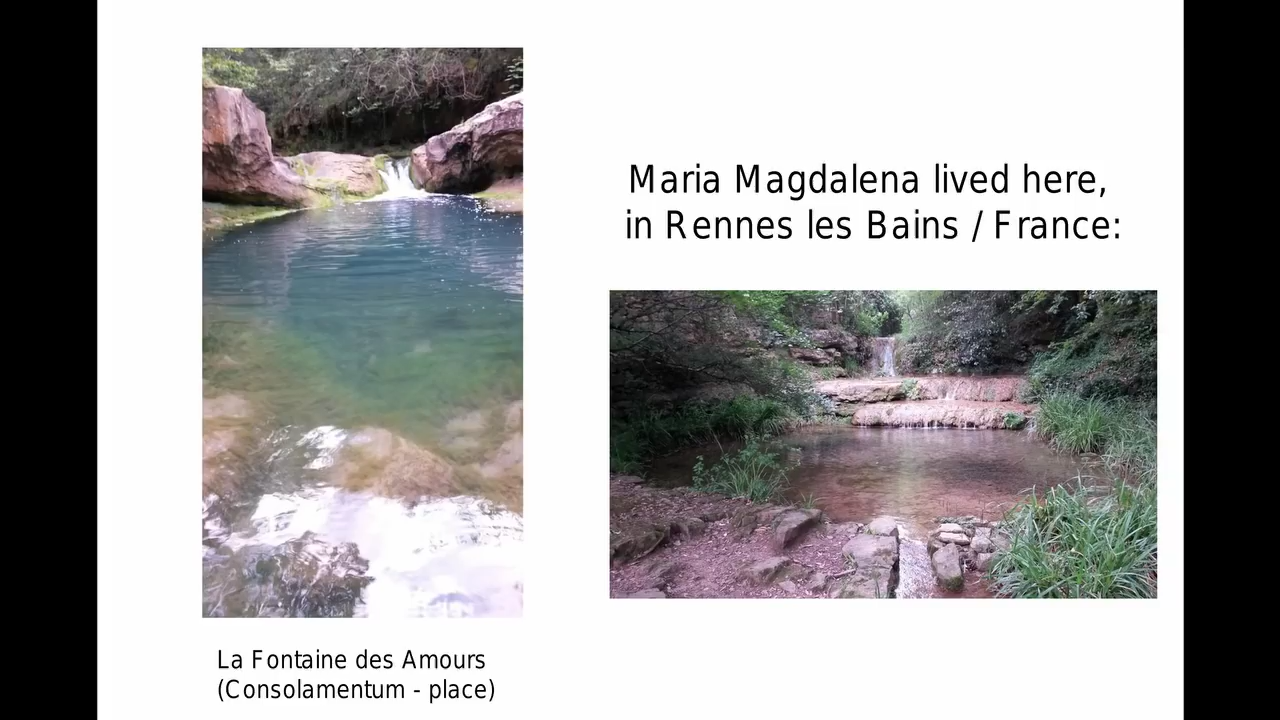 Maria Magdalena lived here,
in Rennes les Bains / France:
La Fontaine des Amours
(Consolamentum - place)